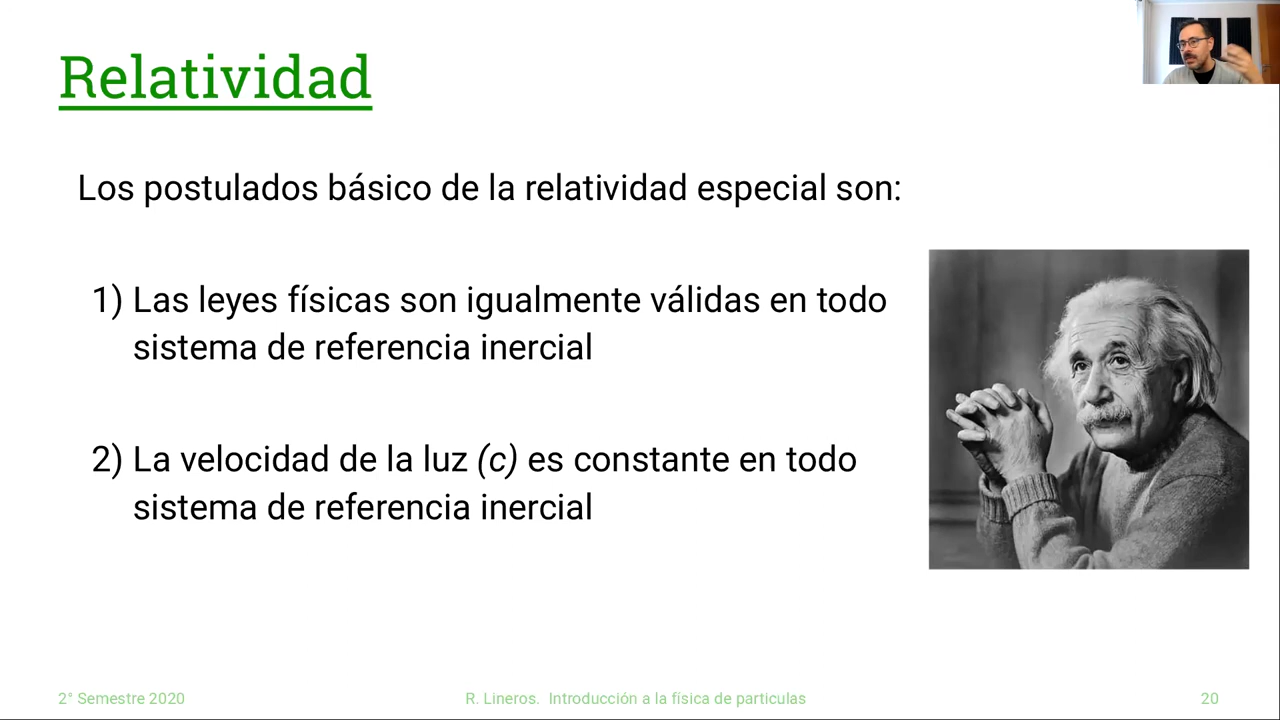 Relatividad
Los postulados básico de la relatividad especial son:
1) Las leyes físicas son igualmente válidas en todo
sistema de referencia inercial
2) La velocidad de la luz (c) es constante en todo
sistema de referencia inercial
2° Semestre 2020
R. Lineros. Introducción a la física de particulas
20